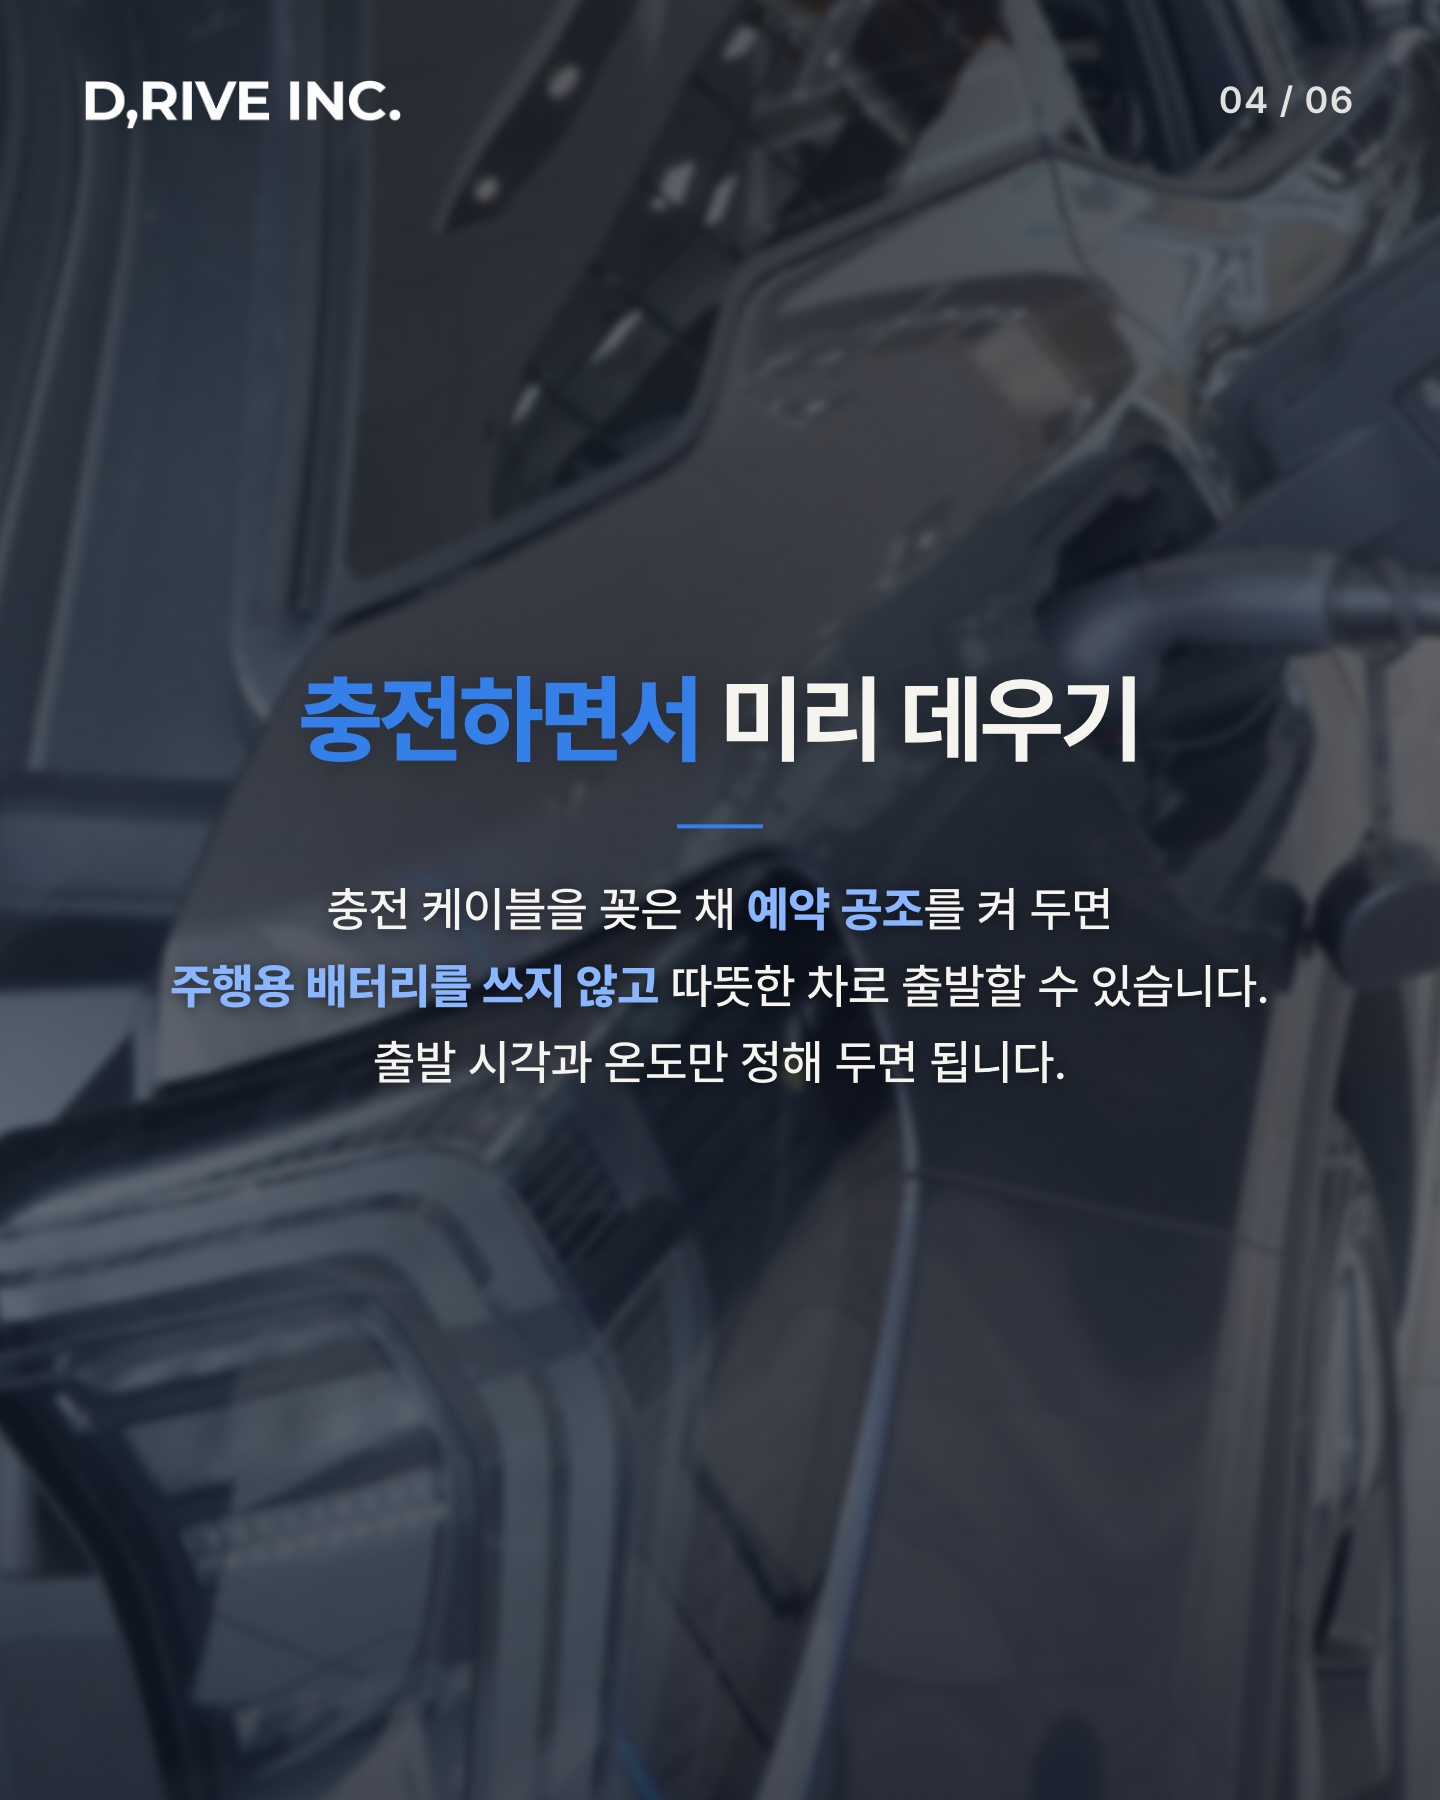 D,RIVE INC.
04 / 06
충전하면서 미리 데우기
충전 케이블을 꽂은 채 예약 공조를 켜 두면
주행용 배터리를 쓰지 않고 따뜻한 차로 출발할 수 있습니다.
출발 시각과 온도만 정해 두면 됩니다.